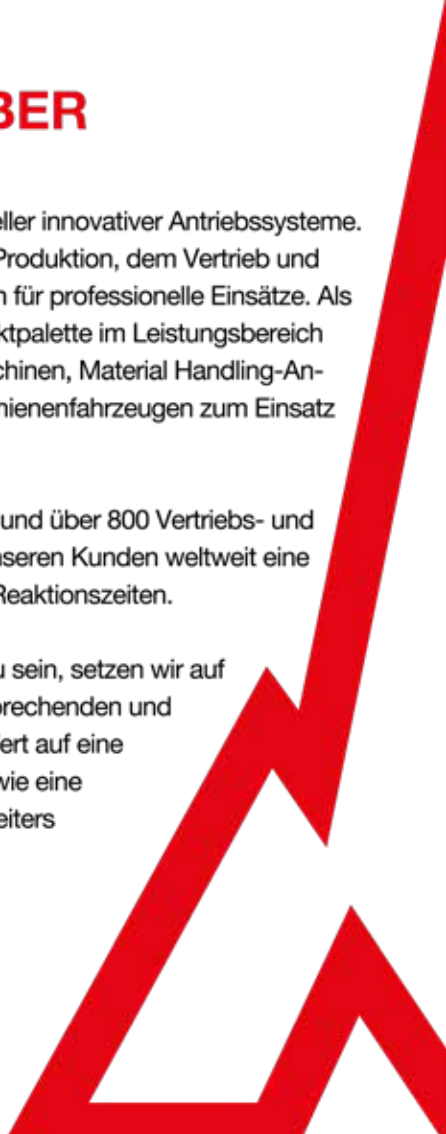 BER
eller innovativer Antriebssysteme.
Produktion, dem Vertrieb und
n für professionelle Einsätze. Als
ktpalette im Leistungsbereich
chinen, Material Handling-An-
nienenfahrzeugen zum Einsatz
und über 800 Vertriebs- und
nseren Kunden weltweit eine
Reaktionszeiten.
u sein, setzen wir auf
prechenden und
ert auf eine
wie eine
eiters